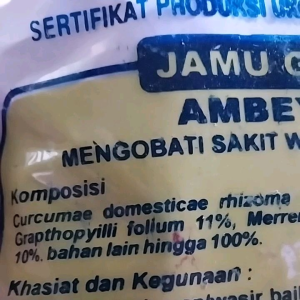 SERTIFIKAT PRODUKSI
JAMU
AMBE
MENGOBATI SAKIT W
Komposisi
Curcumae domesticae rhizoma
Grapthopyilli folium 11%, Merre
10%. bahan lain hingga 100%.
Khasiat dan Kegunaan :